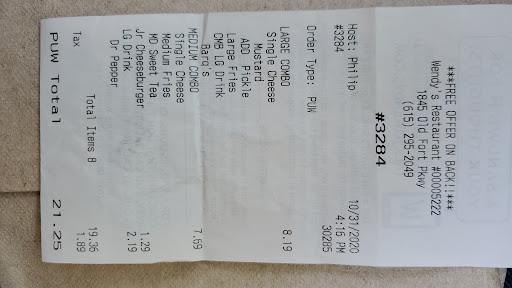 ***FREE OFFER ON BACK!!***
Wendy's Restaurant #00005222
1845 Old Fort Pkwy
(615) 295-2049
#3284
Host: Philip 10/31/2020
#3284 4:16 PM
30285
Order Type: PUW
LARGE COMBO 8.19
Single Cheese
Mustard
ADD Pickle
Large Fries
CMB LG Drink
Barq's
MEDIUM COMBO 7.69
Single Cheese
Medium Fries
MD Sweet Tea
Jr Cheeseburger 1.29
LG Drink 2.19
Dr Pepper
Total Items 8 19.36
Tax 1.89
PUW Total 21.25